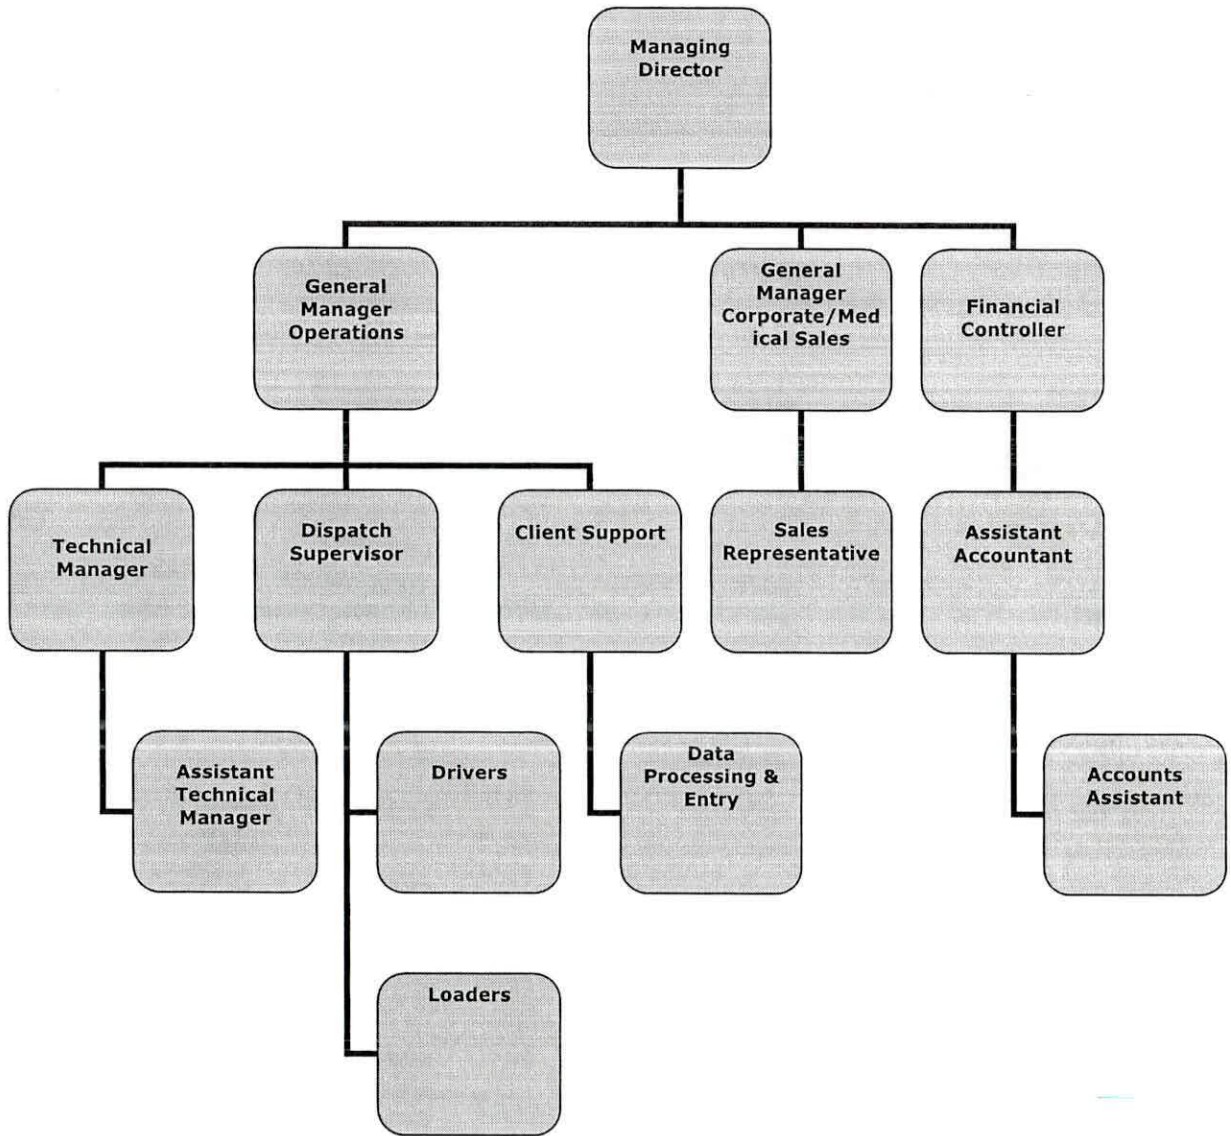 Managing
Director
General
Manager
Operations
General
Manager
Corporate/Med
ical Sales
Financial
Controller
Technical
Manager
Dispatch
Supervisor
Client Support
Sales
Representative
Assistant
Accountant
Assistant
Technical
Manager
Drivers
Data
Processing &
Entry
Accounts
Assistant
Loaders